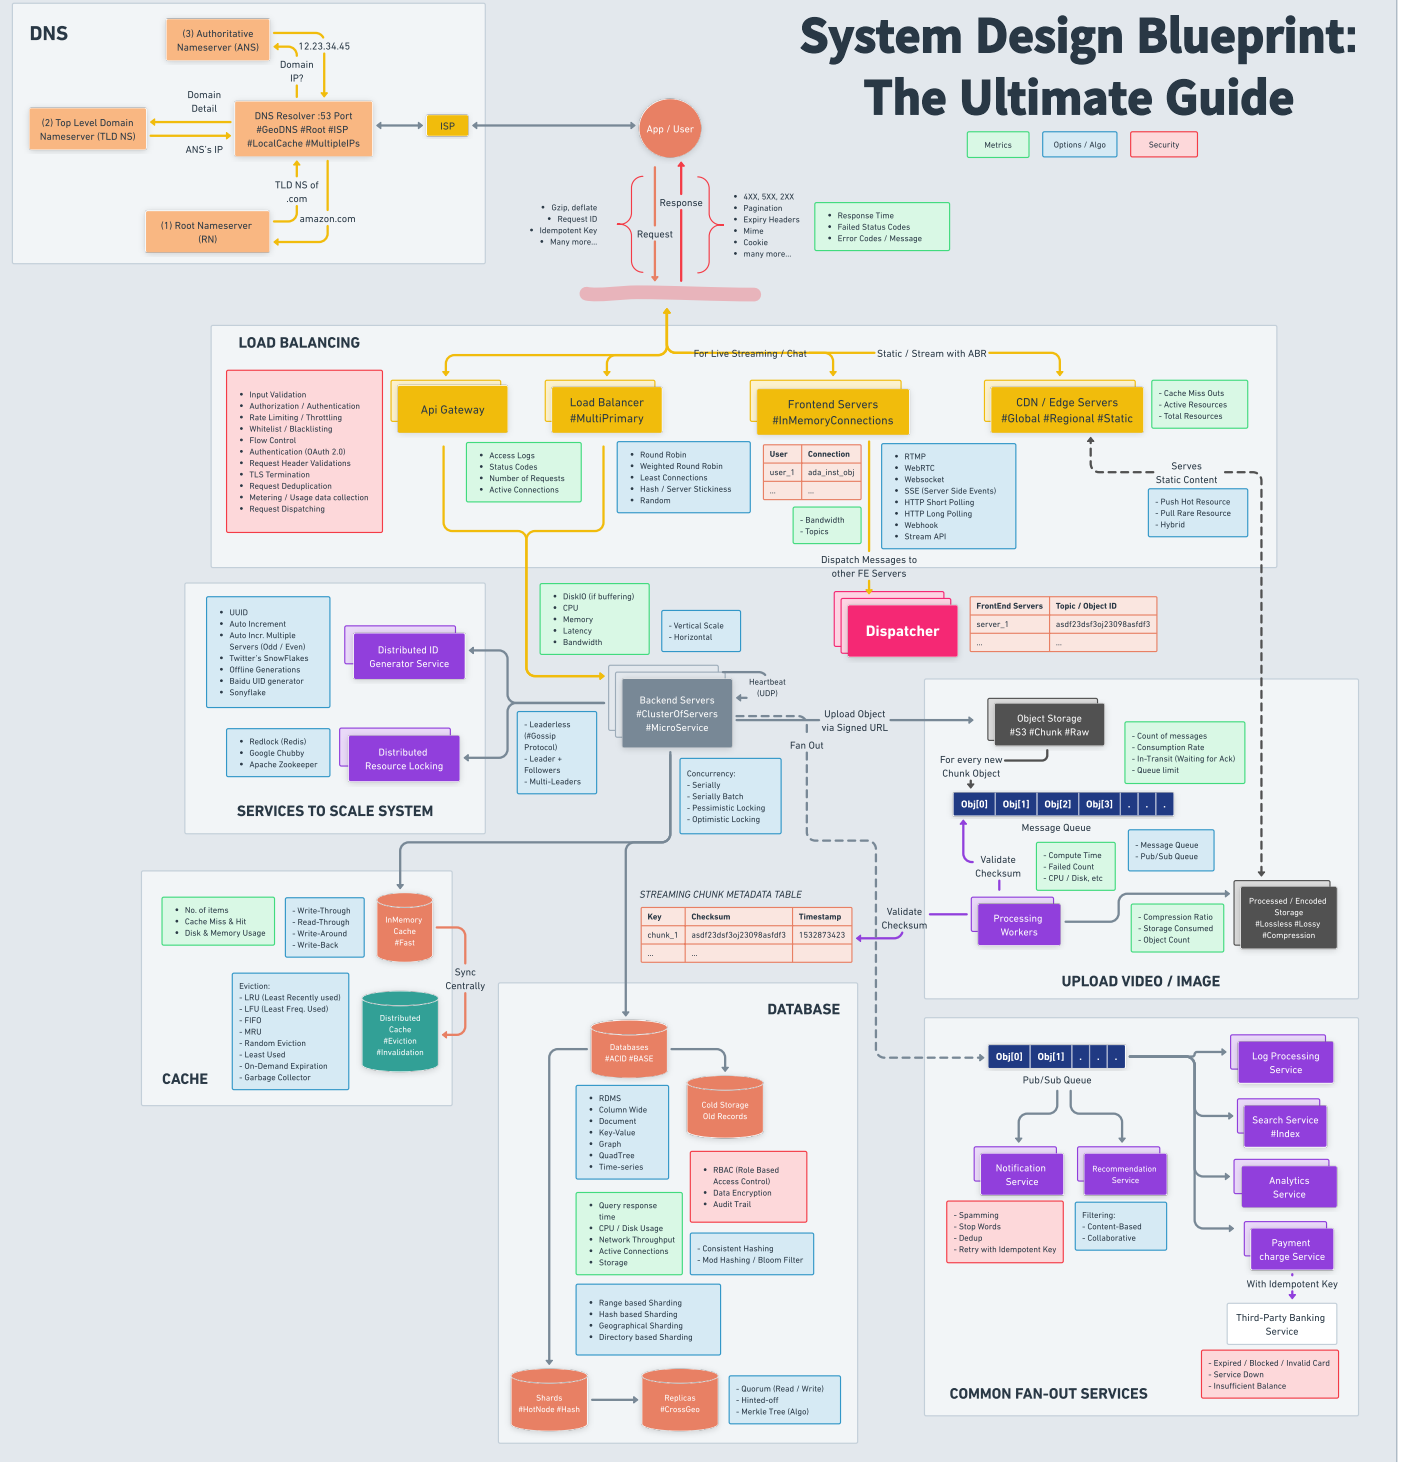 System Design Blueprint:
The Ultimate Guide
Metrics
Options / Algo
Security
DNS
(3) Authoritative
Nameserver (ANS)
12.23.34.45
Domain
IP?
Domain
Detail
(2) Top Level Domain
Nameserver (TLD NS)
ANS's IP
DNS Resolver :53 Port
#GeoDNS #Root #ISP
#LocalCache #MultipleIPs
TLD NS of
.com
amazon.com
(1) Root Nameserver
(RN)
ISP
App / User
Response
Request
• Gzip, deflate
• Request ID
• Idempotent Key
• Many more...
• 4XX, 5XX, 2XX
• Pagination
• Expiry Headers
• Mime
• Cookie
• many more...
• Response Time
• Failed Status Codes
• Error Codes / Message
LOAD BALANCING
For Live Streaming / Chat
Static / Stream with ABR
• Input Validation
• Authorization / Authentication
• Rate Limiting / Throttling
• Whitelist / Blacklisting
• Flow Control
• Authentication (OAuth 2.0)
• Request Header Validations
• TLS Termination
• Request Deduplication
• Metering / Usage data collection
• Request Dispatching
Api Gateway
Load Balancer
#MultiPrimary
Frontend Servers
#InMemoryConnections
CDN / Edge Servers
#Global #Regional #Static
- Cache Miss Outs
- Active Resources
- Total Resources
• Access Logs
• Status Codes
• Number of Requests
• Active Connections
• Round Robin
• Weighted Round Robin
• Least Connections
• Hash / Server Stickiness
• Random
User Connection
user_1 ada_inst_obj
... ...
- Bandwidth
- Topics
• RTMP
• WebRTC
• Websocket
• SSE (Server Side Events)
• HTTP Short Polling
• HTTP Long Polling
• Webhook
• Stream API
Serves
Static Content
- Push Hot Resource
- Pull Rare Resource
- Hybrid
Dispatch Messages to
other FE Servers
Dispatcher
FrontEnd Servers Topic / Object ID
server_1 asdf23dsf3oj23098asfdf3
... ...
• UUID
• Auto Increment
• Auto Incr. Multiple
Servers (Odd / Even)
• Twitter's SnowFlakes
• Offline Generations
• Baidu UID generator
• Sonyflake
Distributed ID
Generator Service
• Redlock (Redis)
• Google Chubby
• Apache Zookeeper
Distributed
Resource Locking
SERVICES TO SCALE SYSTEM
• DiskIO (if buffering)
• CPU
• Memory
• Latency
• Bandwidth
- Vertical Scale
- Horizontal
Backend Servers
#ClusterOfServers
#MicroService
Heartbeat
(UDP)
- Leaderless
(#Gossip
Protocol)
- Leader +
Followers
- Multi-Leaders
Concurrency:
- Serially
- Serially Batch
- Pessimistic Locking
- Optimistic Locking
Upload Object
via Signed URL
Fan Out
Object Storage
#S3 #Chunk #Raw
For every new
Chunk Object
- Count of messages
- Consumption Rate
- In-Transit (Waiting for Ack)
- Queue limit
Obj[0] Obj[1] Obj[2] Obj[3] . . .
Message Queue
- Message Queue
- Pub/Sub Queue
Validate
Checksum
- Compute Time
- Failed Count
- CPU / Disk, etc
Processing
Workers
- Compression Ratio
- Storage Consumed
- Object Count
Processed / Encoded
Storage
#Lossless #Lossy
#Compression
UPLOAD VIDEO / IMAGE
STREAMING CHUNK METADATA TABLE
Key Checksum Timestamp
chunk_1 asdf23dsf3oj23098asfdf3 1532873423
... ...
Validate
Checksum
• No. of items
• Cache Miss & Hit
• Disk & Memory Usage
- Write-Through
- Read-Through
- Write-Around
- Write-Back
InMemory
Cache
#Fast
Sync
Centrally
Eviction:
- LRU (Least Recently used)
- LFU (Least Freq. Used)
- FIFO
- MRU
- Random Eviction
- Least Used
- On-Demand Expiration
- Garbage Collector
Distributed
Cache
#Eviction
#Invalidation
CACHE
DATABASE
Databases
#ACID #BASE
Cold Storage
Old Records
• RDMS
• Column Wide
• Document
• Key-Value
• Graph
• QuadTree
• Time-series
• RBAC (Role Based
Access Control)
• Data Encryption
• Audit Trail
• Query response
time
• CPU / Disk Usage
• Network Throughput
• Active Connections
• Storage
- Consistent Hashing
- Mod Hashing / Bloom Filter
• Range based Sharding
• Hash based Sharding
• Geographical Sharding
• Directory based Sharding
Shards
#HotNode #Hash
Replicas
#CrossGeo
- Quorum (Read / Write)
- Hinted-off
- Merkle Tree (Algo)
Obj[0] Obj[1] . . .
Pub/Sub Queue
Log Processing
Service
Search Service
#Index
Analytics
Service
Payment
charge Service
Notification
Service
Recommendation
Service
- Spamming
- Stop Words
- Dedup
- Retry with Idempotent Key
Filtering:
- Content-Based
- Collaborative
With Idempotent Key
Third-Party Banking
Service
- Expired / Blocked / Invalid Card
- Service Down
- Insufficient Balance
COMMON FAN-OUT SERVICES